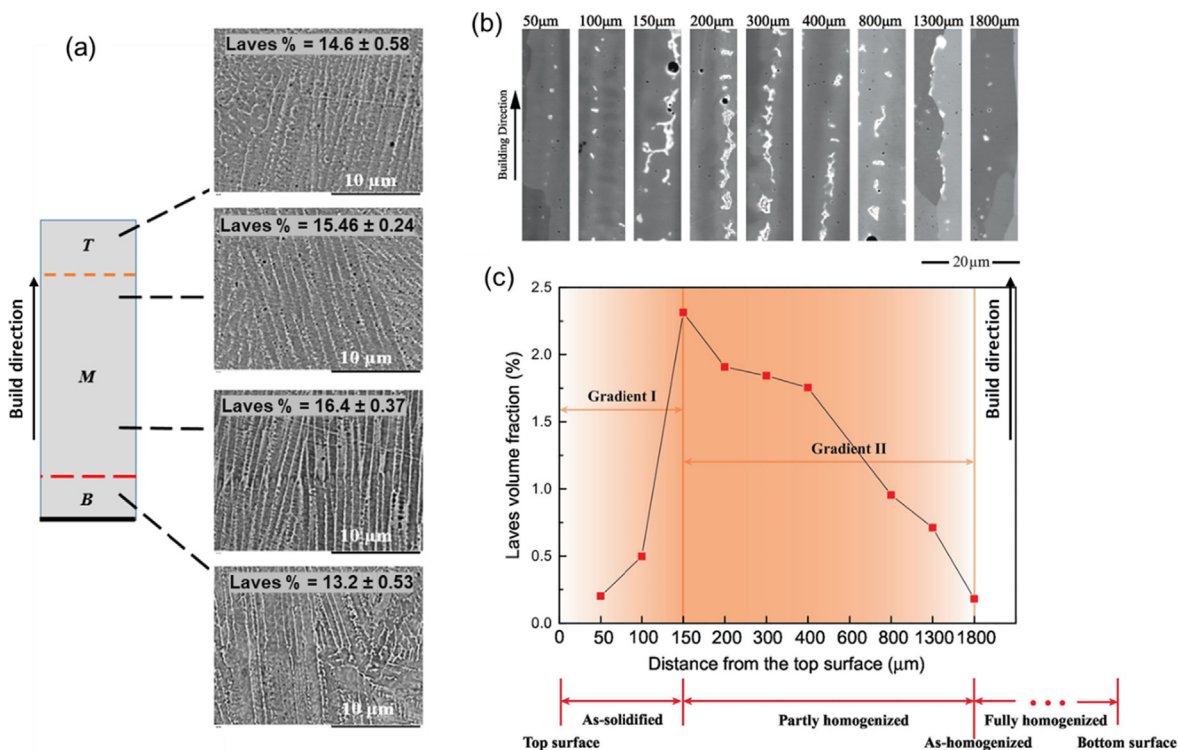 (a)
Laves % = 14.6 ± 0.58
10 µm
Laves % = 15.46 ± 0.24
10 µm
Laves % = 16.4 ± 0.37
10 µm
Laves % = 13.2 ± 0.53
10 µm
Build direction
T
M
B
(b)
50µm 100µm 150µm 200µm 300µm 400µm 800µm 1300µm 1800µm
Building Direction
20µm
(c)
Laves volume fraction (%)
2.5
2.0
1.5
1.0
0.5
0.0
Gradient I
Gradient II
Build direction
0 50 100 150 200 300 400 600 800 1300 1800
Distance from the top surface (µm)
As-solidified
Partly homogenized
Fully homogenized
Top surface
As-homogenized
Bottom surface